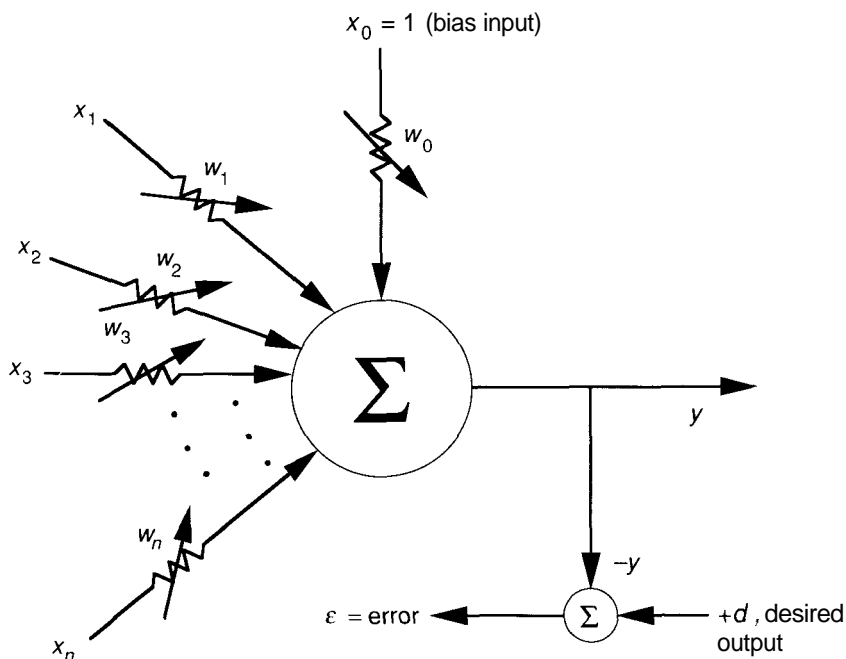 x₀ = 1 (bias input)
x₁
w₀
w₁
x₂
w₂
w₃
x₃
Σ
y
wₙ
−y
ε = error
Σ
+d, desired
output
xₙ